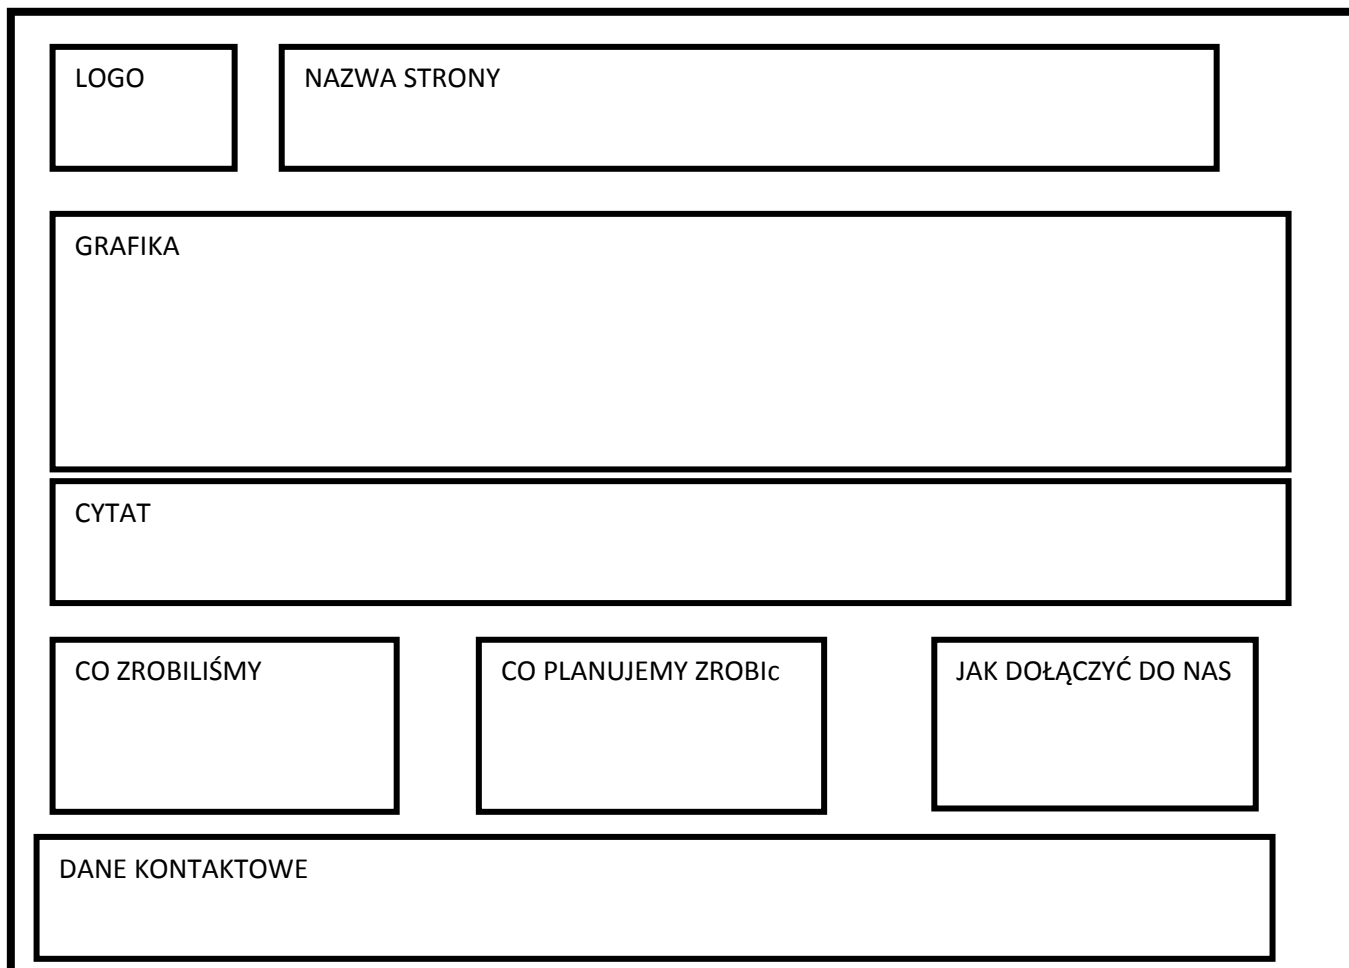 LOGO
NAZWA STRONY
GRAFIKA
CYTAT
CO ZROBILIŚMY
CO PLANUJEMY ZROBIc
JAK DOŁĄCZYĆ DO NAS
DANE KONTAKTOWE